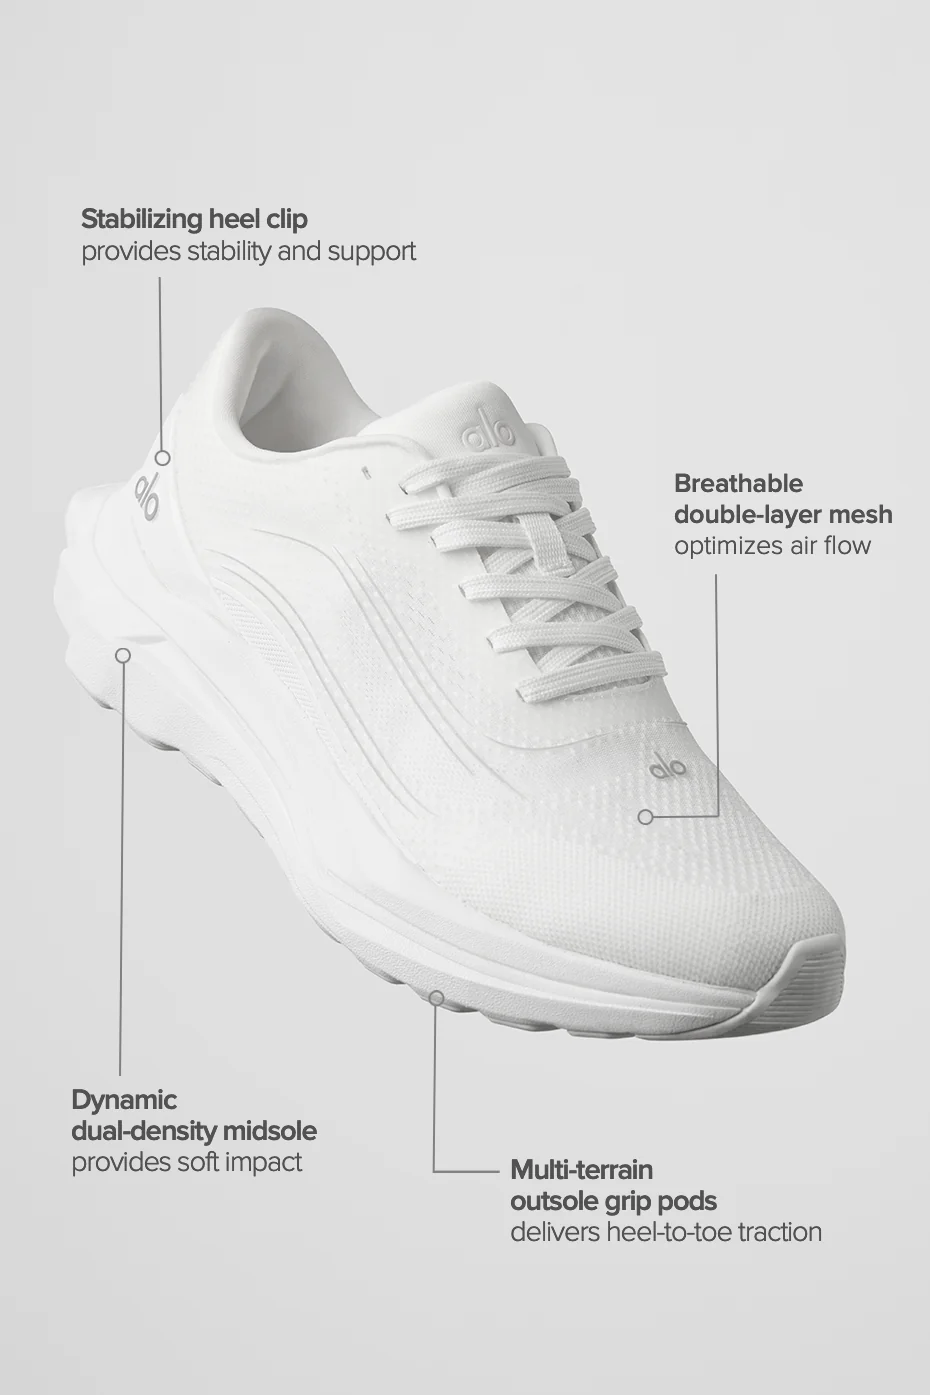 Stabilizing heel clip
provides stability and support
alo
alo
Breathable
double-layer mesh
optimizes air flow
alo
Dynamic
dual-density midsole
provides soft impact
Multi-terrain
outsole grip pods
delivers heel-to-toe traction